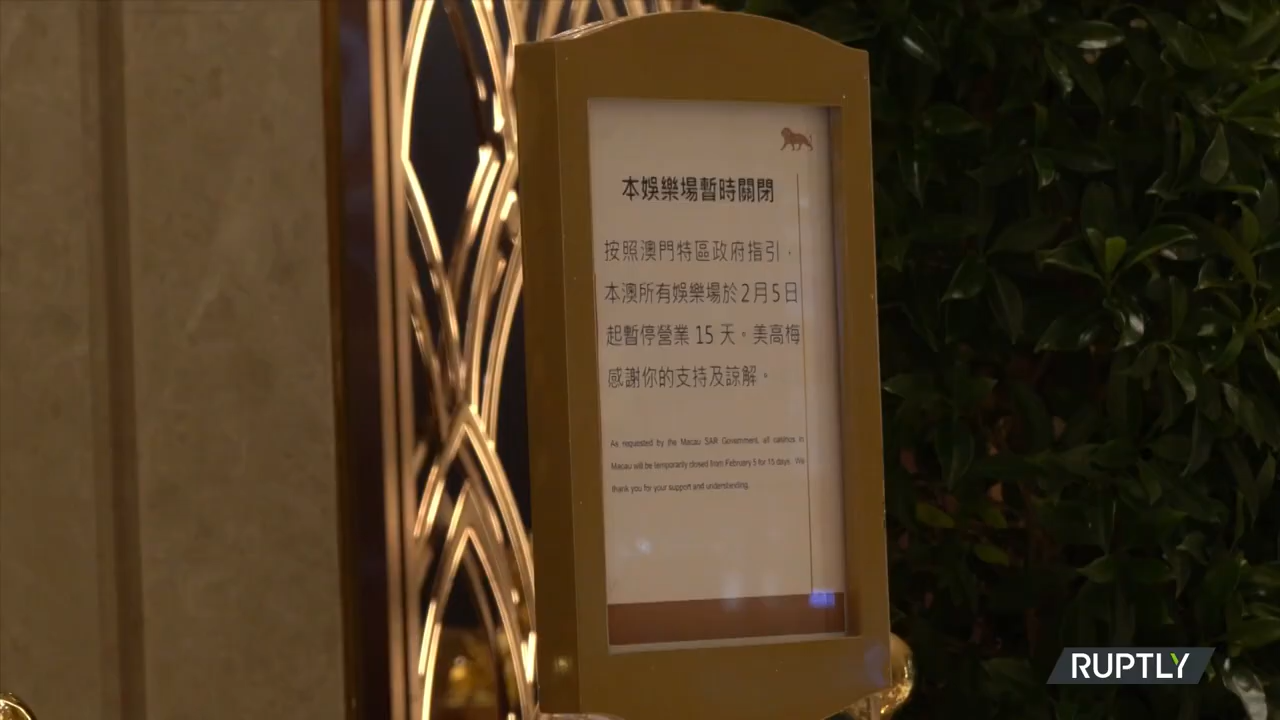 本娛樂場暫時關閉
按照澳門特區政府指引，
本澳所有娛樂場於2月5日
起暫停營業 15 天。美高梅
感謝你的支持及諒解。
As requested by the Macau SAR Government, all casinos in
Macau will be temporarily closed from February 5 for 15 days. We
thank you for your support and understanding.
RUPTLY